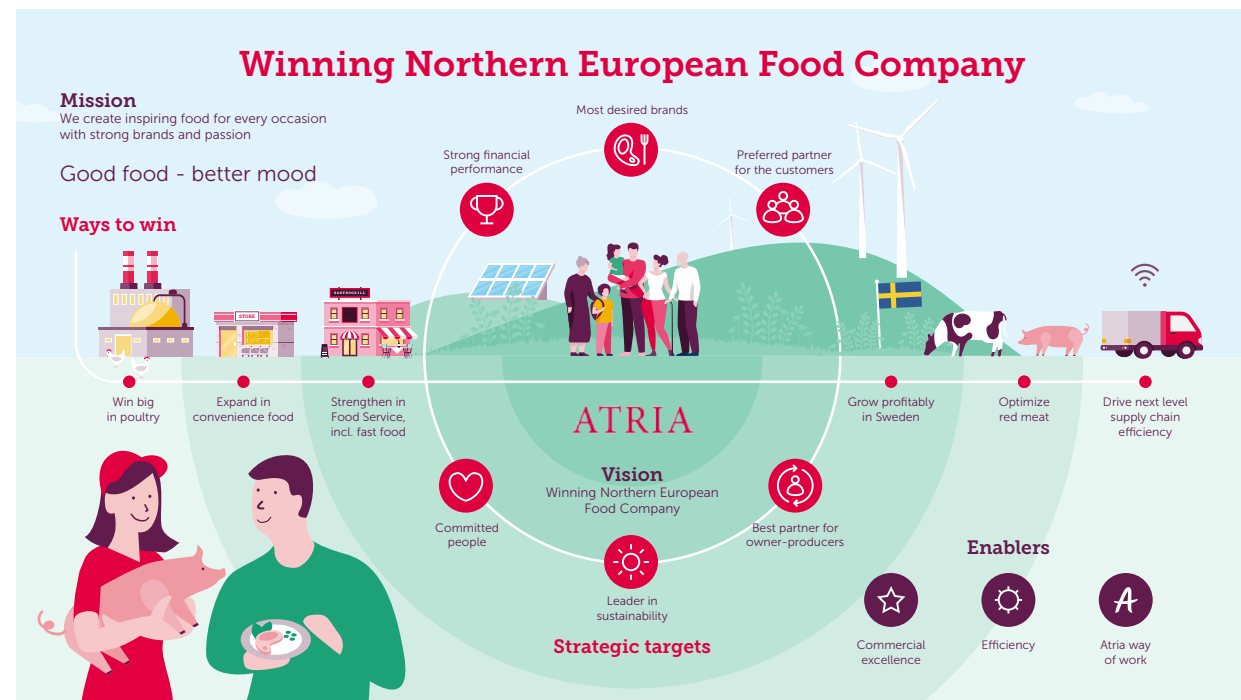 Winning Northern European Food Company
Mission
We create inspiring food for every occasion
with strong brands and passion
Good food - better mood
Ways to win
Most desired brands
Strong financial
performance
Preferred partner
for the customers
STORE
Win big
in poultry
Expand in
convenience food
Strengthen in
Food Service,
incl. fast food
Grow profitably
in Sweden
Optimize
red meat
Drive next level
supply chain
efficiency
ATRIA
Vision
Winning Northern European
Food Company
Committed
people
Best partner for
owner-producers
Leader in
sustainability
Strategic targets
Enablers
Commercial
excellence
Efficiency
Atria way
of work